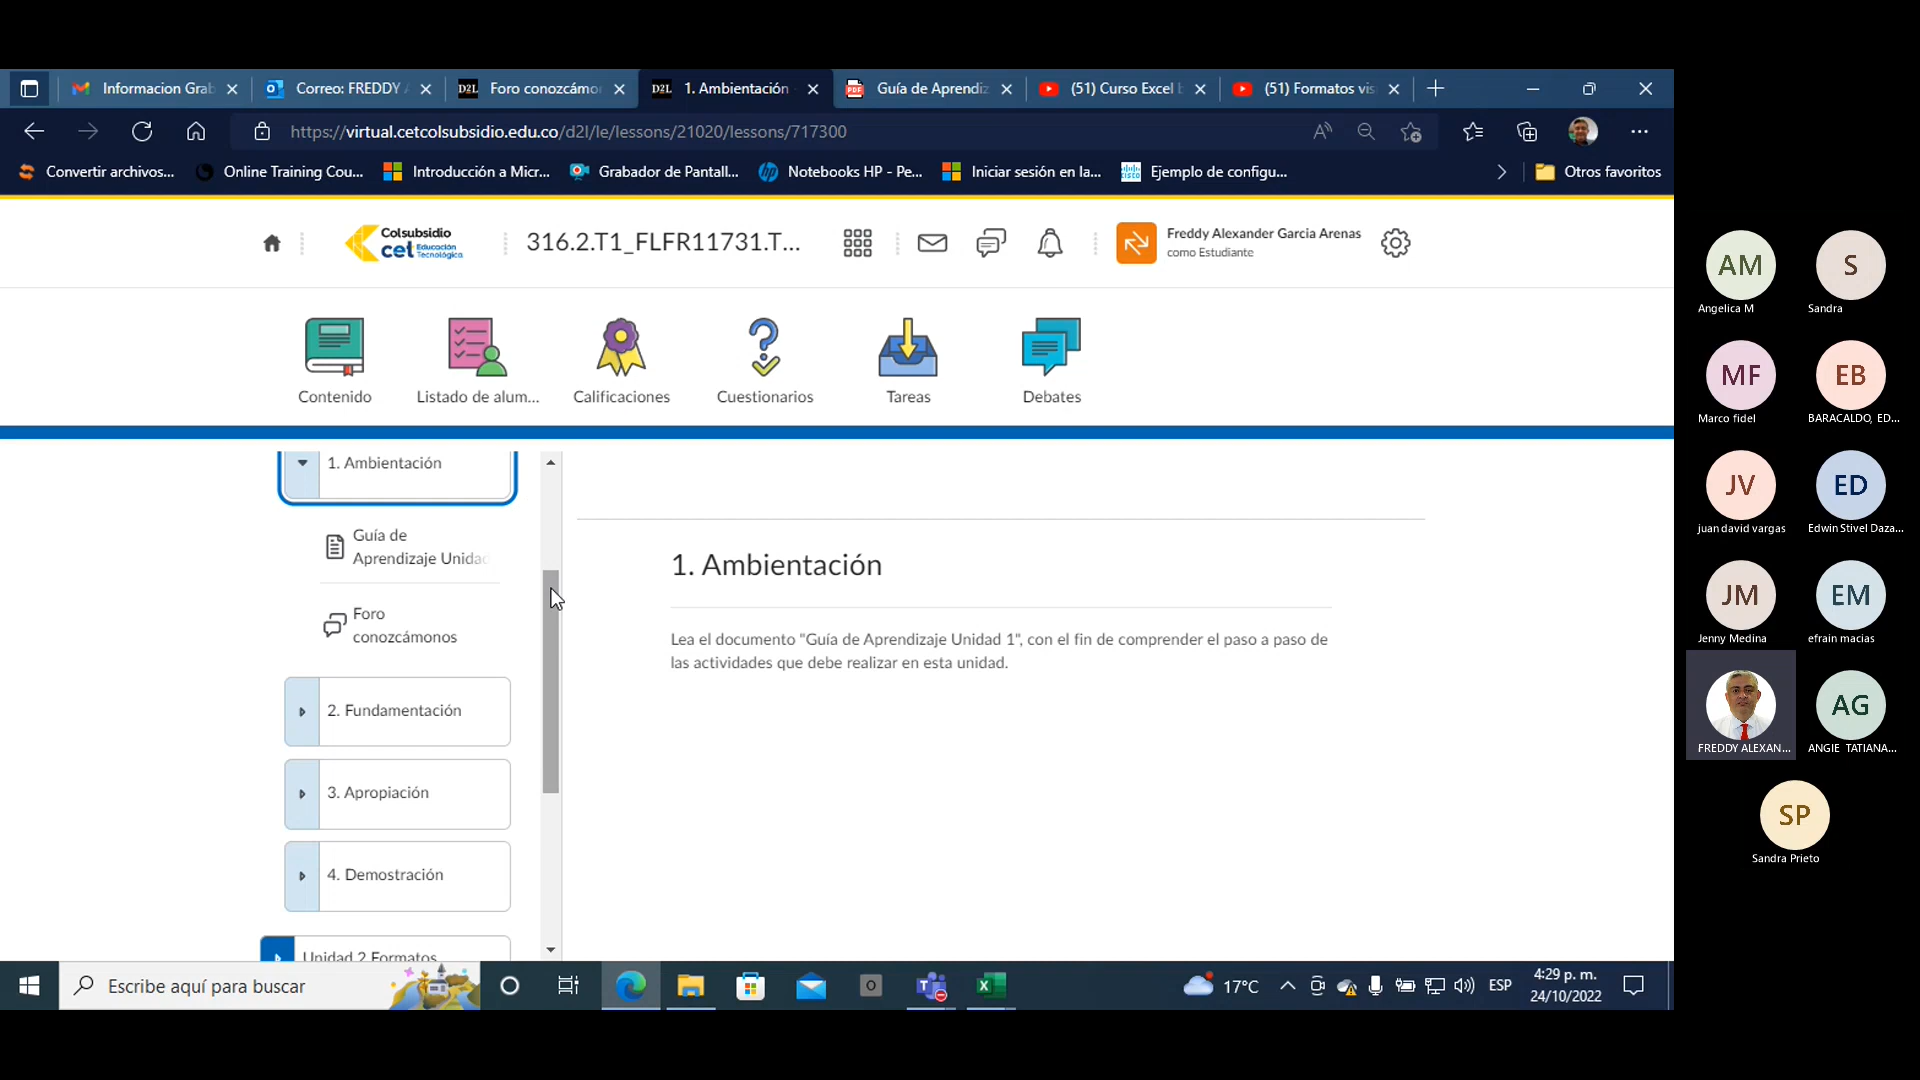 Informacion Grab
Correo: FREDDY A
D2L Foro conozcámo
D2L 1. Ambientación -
PDF Guía de Aprendiz
(51) Curso Excel b
(51) Formatos vis
https://virtual.cetcolsubsidio.edu.co/d2l/le/lessons/21020/lessons/717300
Convertir archivos...
Online Training Cou...
Introducción a Micr...
Grabador de Pantall...
Notebooks HP - Pe...
Iniciar sesión en la...
Ejemplo de configu...
Otros favoritos
Colsubsidio
cet Educación
Tecnológica
316.2.T1_FLFR11731.T...
Freddy Alexander Garcia Arenas
como Estudiante
Contenido
Listado de alum...
Calificaciones
Cuestionarios
Tareas
Debates
1. Ambientación
Guía de
Aprendizaje Unidad
Foro
conozcámonos
2. Fundamentación
3. Apropiación
4. Demostración
Unidad 2 Formatos
1. Ambientación
Lea el documento "Guía de Aprendizaje Unidad 1", con el fin de comprender el paso a paso de
las actividades que debe realizar en esta unidad.
AM
Angelica M
S
Sandra
MF
Marco fidel
EB
BARACALDO, ED...
JV
juan david vargas
ED
Edwin Stivel Daza...
JM
Jenny Medina
EM
efrain macias
FREDDY ALEXAN...
AG
ANGIE TATIANA...
SP
Sandra Prieto
Escribe aquí para buscar
17°C
ESP
4:29 p. m.
24/10/2022